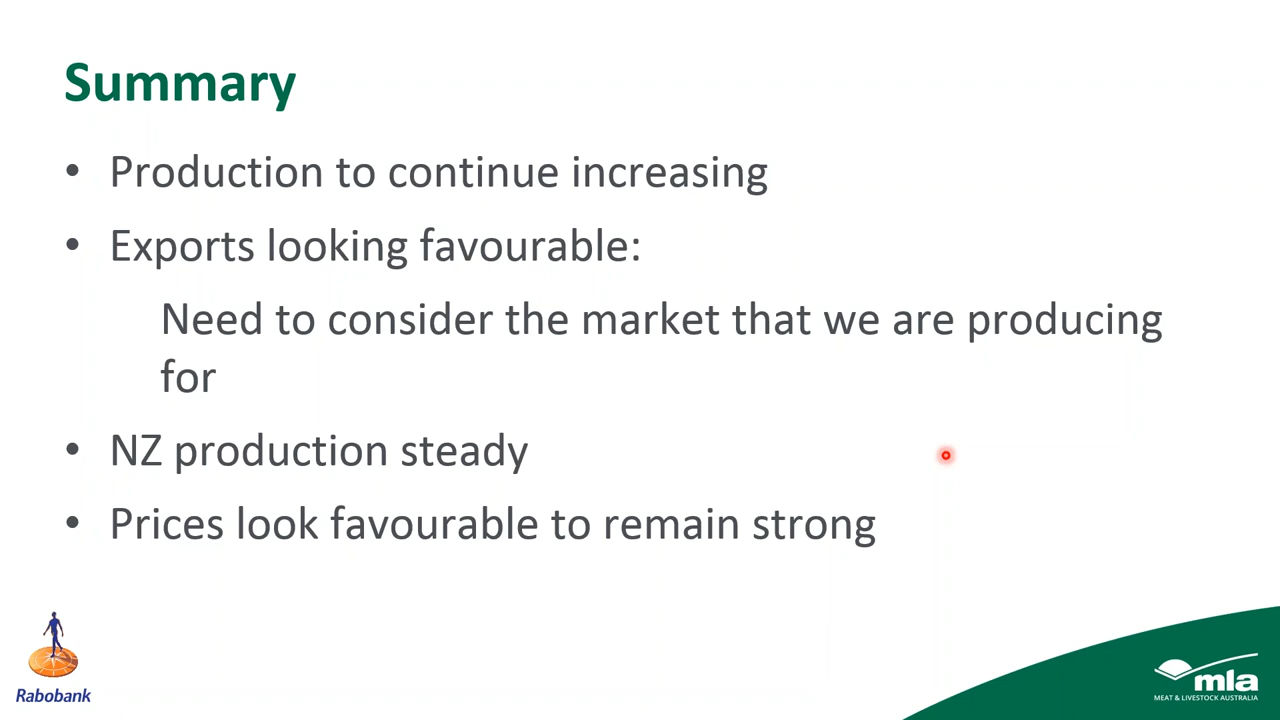 Summary
• Production to continue increasing
• Exports looking favourable:
Need to consider the market that we are producing
for
• NZ production steady
• Prices look favourable to remain strong
Rabobank
mla
MEAT & LIVESTOCK AUSTRALIA